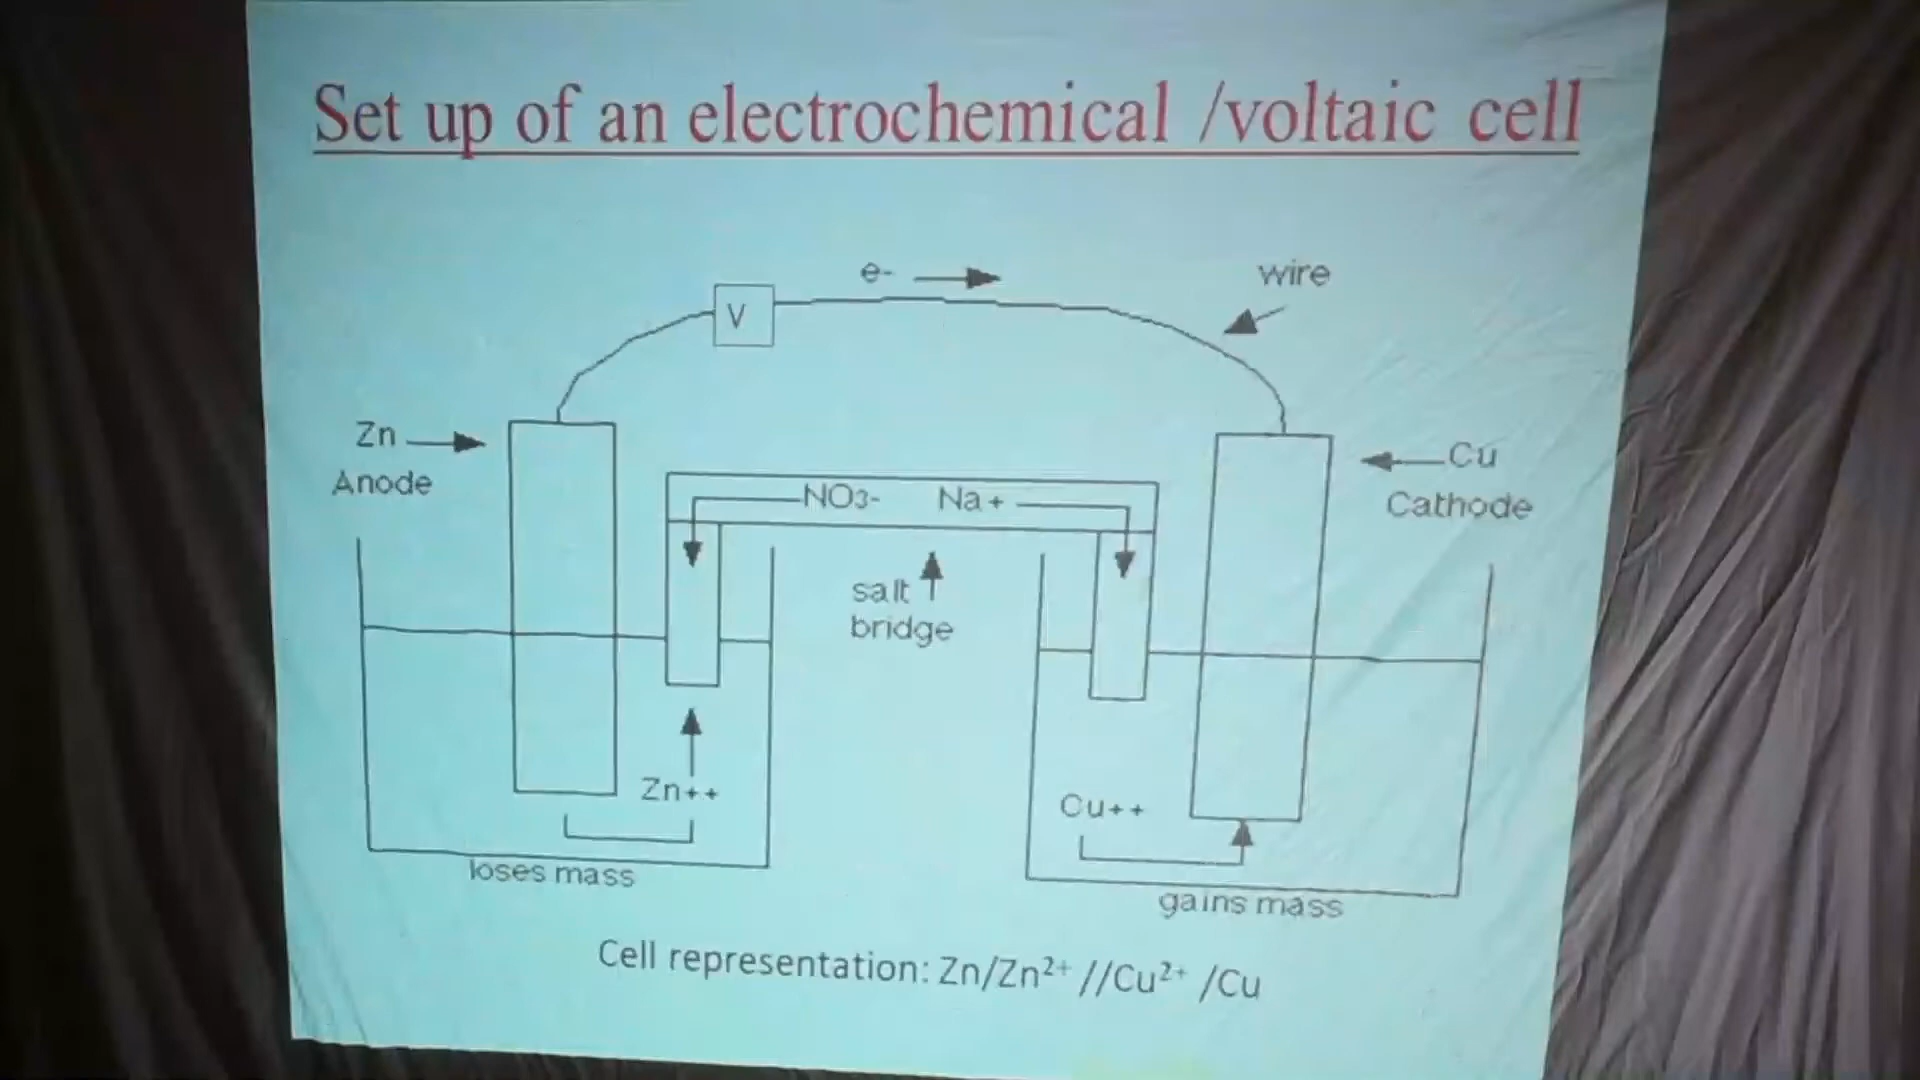 Set up of an electrochemical /voltaic cell
e-
wire
V
Zn
Anode
Cu
Cathode
NO3-
Na+
salt
bridge
Zn++
Cu++
loses mass
gains mass
Cell representation: Zn/Zn²⁺ //Cu²⁺ /Cu